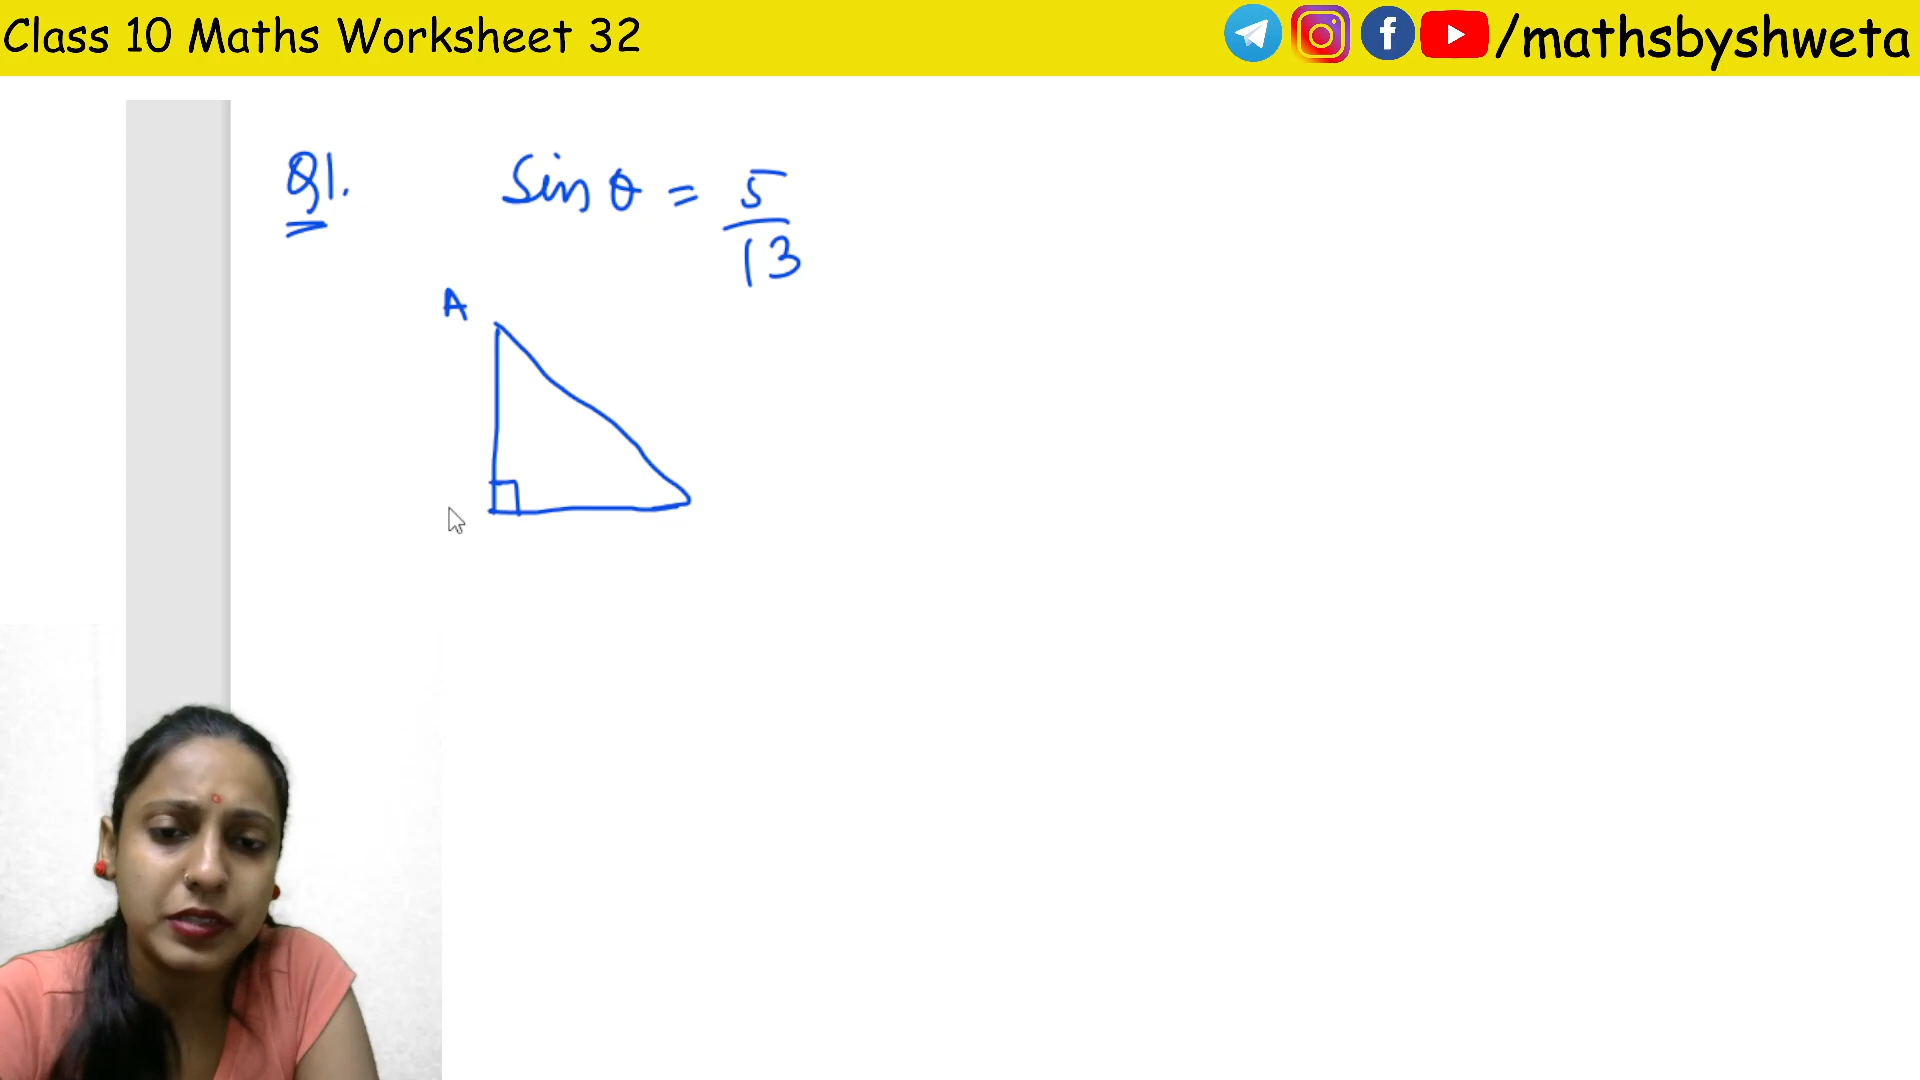 Class 10 Maths Worksheet 32
/mathsbyshweta
Q1. Sin θ = 5/13
A